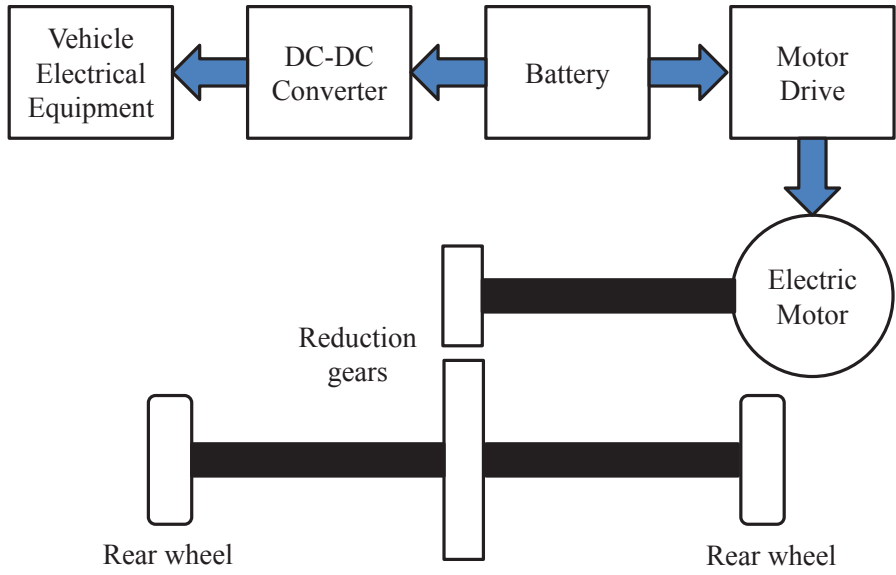 Vehicle
Electrical
Equipment
DC-DC
Converter
Battery
Motor
Drive
Electric
Motor
Reduction
gears
Rear wheel
Rear wheel